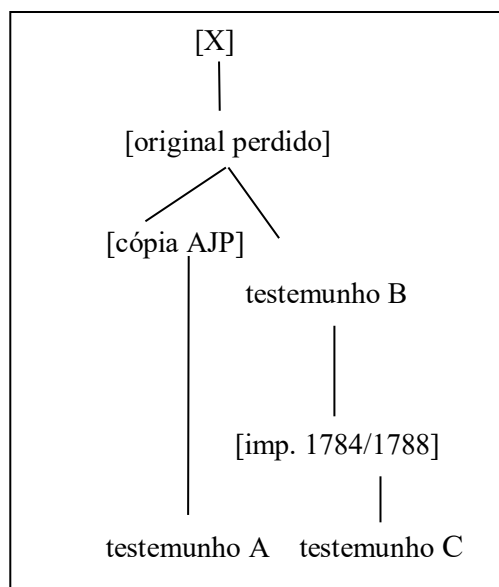 [X]
[original perdido]
[cópia AJP]
testemunho B
[imp. 1784/1788]
testemunho A testemunho C